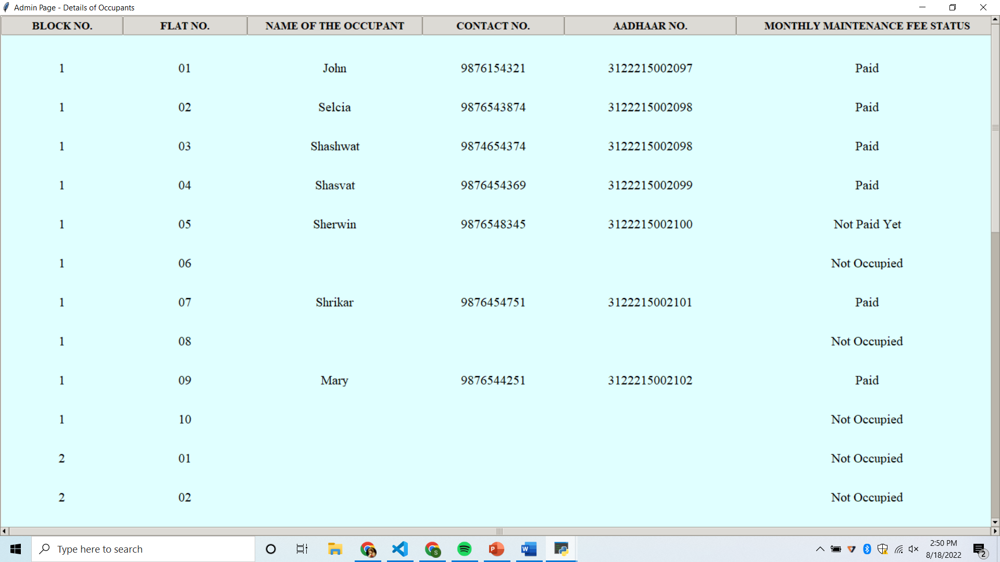 Admin Page - Details of Occupants
BLOCK NO. FLAT NO. NAME OF THE OCCUPANT CONTACT NO. AADHAAR NO. MONTHLY MAINTENANCE FEE STATUS
1 01 John 9876154321 3122215002097 Paid
1 02 Selcia 9876543874 3122215002098 Paid
1 03 Shashwat 9874654374 3122215002098 Paid
1 04 Shasvat 9876454369 3122215002099 Paid
1 05 Sherwin 9876548345 3122215002100 Not Paid Yet
1 06 Not Occupied
1 07 Shrikar 9876454751 3122215002101 Paid
1 08 Not Occupied
1 09 Mary 9876544251 3122215002102 Paid
1 10 Not Occupied
2 01 Not Occupied
2 02 Not Occupied
Type here to search
2:50 PM
8/18/2022
2